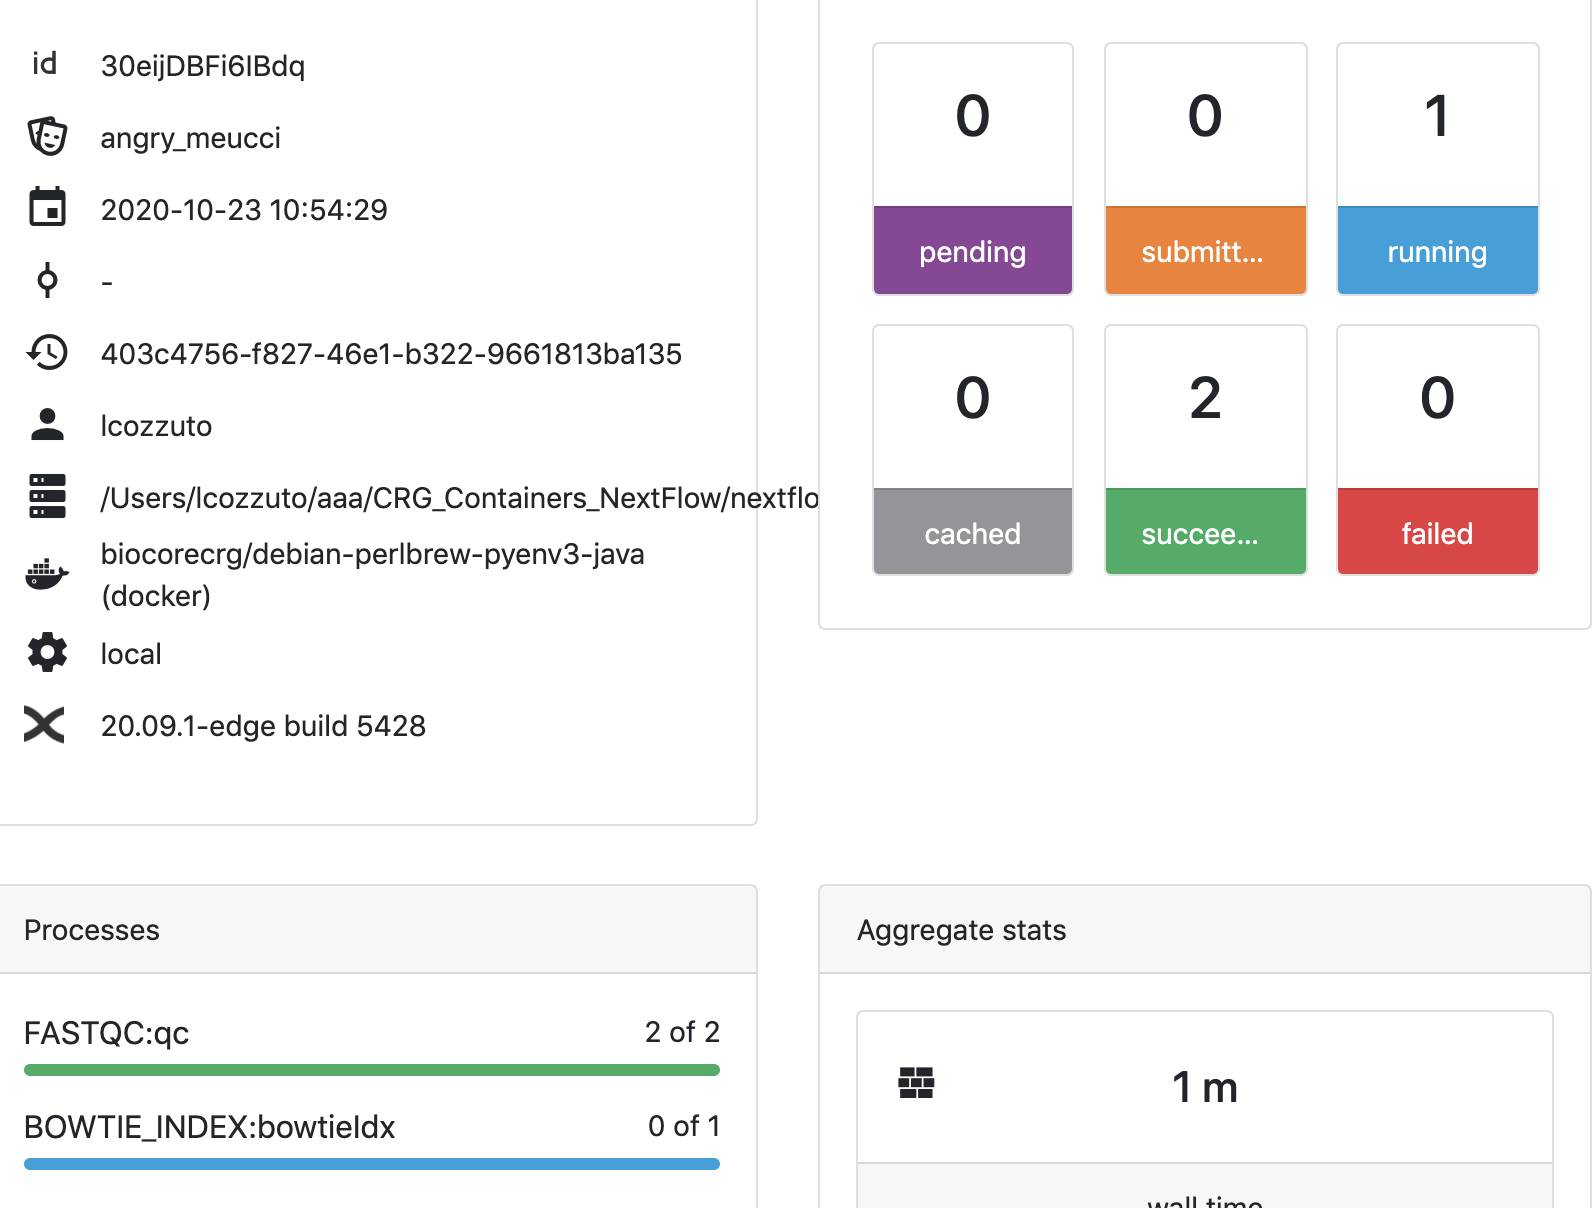 id 30eijDBFi6IBdq
angry_meucci
2020-10-23 10:54:29
-
403c4756-f827-46e1-b322-9661813ba135
lcozzuto
/Users/lcozzuto/aaa/CRG_Containers_NextFlow/nextflo
biocorecrg/debian-perlbrew-pyenv3-java
(docker)
local
20.09.1-edge build 5428
0 0 1
pending submitt... running
0 2 0
cached succee... failed
Processes
FASTQC:qc 2 of 2
BOWTIE_INDEX:bowtieIdx 0 of 1
Aggregate stats
1 m
wall time